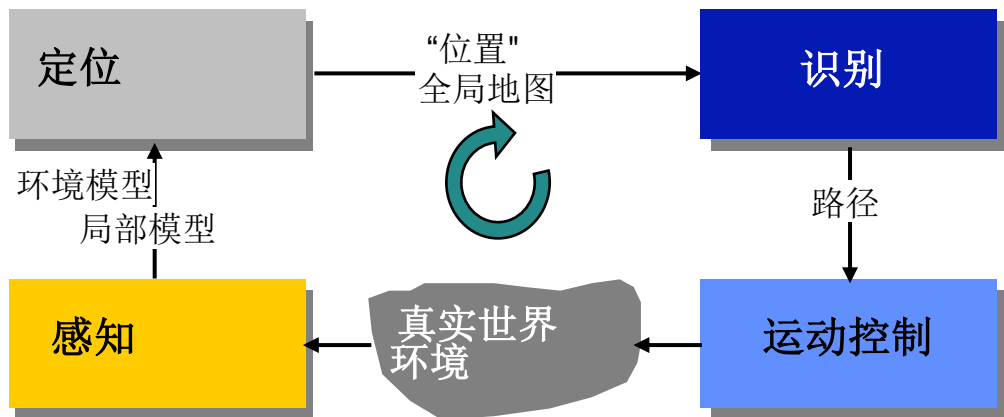 定位
“位置"
全局地图
识别
环境模型
局部模型
路径
感知
真实世界
环境
运动控制